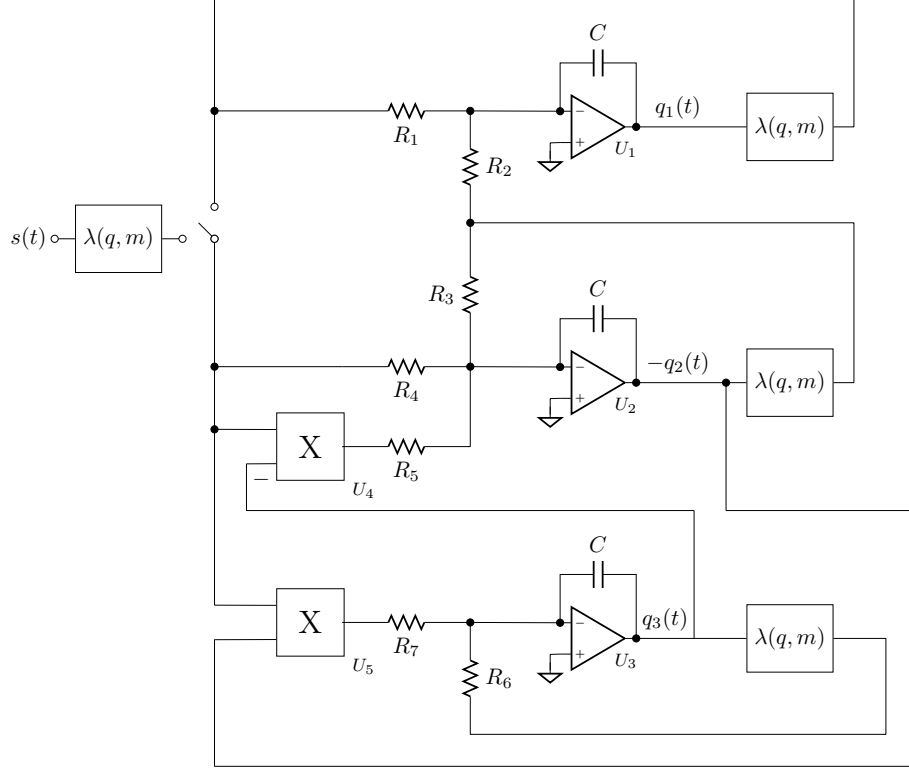 C
q₁(t)
λ(q, m)
−
+
U₁
R₁
R₂
s(t)
λ(q, m)
R₃
C
−q₂(t)
λ(q, m)
−
+
U₂
R₄
X
−
U₄
R₅
C
q₃(t)
λ(q, m)
−
+
U₃
X
U₅
R₇
R₆